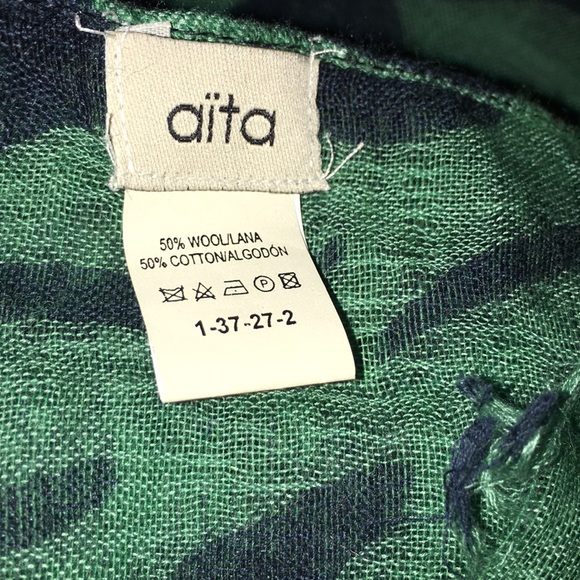 aïta
50% WOOL/LANA
50% COTTON/ALGODÓN
P
1-37-27-2